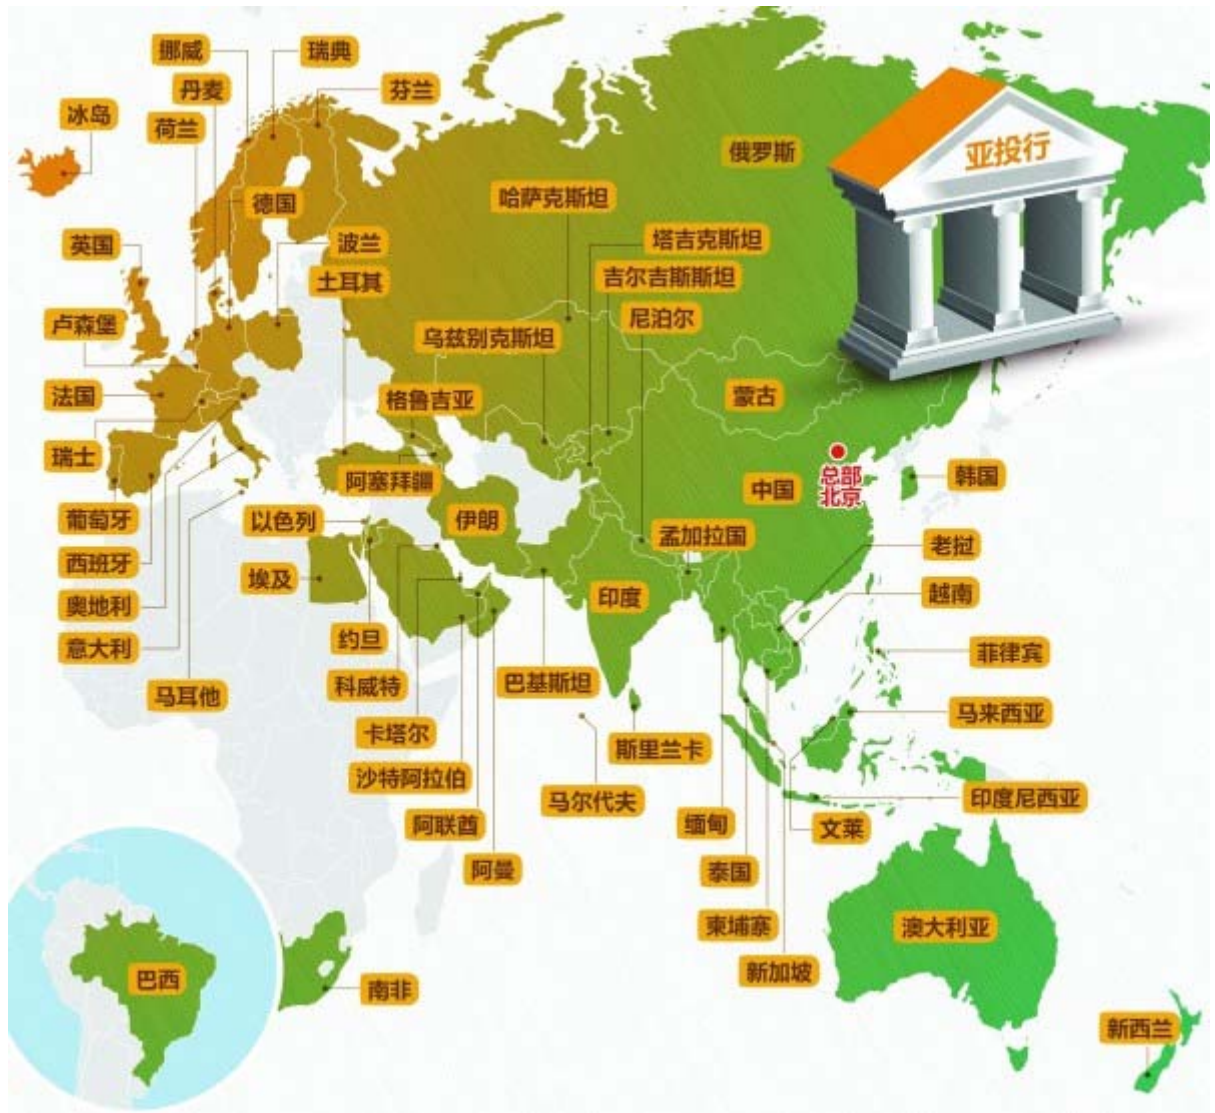 挪威
瑞典
丹麦
芬兰
冰岛
荷兰
俄罗斯
亚投行
哈萨克斯坦
德国
英国
波兰
塔吉克斯坦
土耳其
吉尔吉斯斯坦
卢森堡
尼泊尔
乌兹别克斯坦
法国
格鲁吉亚
蒙古
瑞士
阿塞拜疆
总部
北京
中国
韩国
葡萄牙
以色列
伊朗
孟加拉国
老挝
西班牙
埃及
印度
越南
奥地利
约旦
意大利
菲律宾
马耳他
科威特
巴基斯坦
马来西亚
卡塔尔
斯里兰卡
沙特阿拉伯
马尔代夫
印度尼西亚
阿联酋
缅甸
文莱
阿曼
泰国
柬埔寨
澳大利亚
新加坡
巴西
南非
新西兰